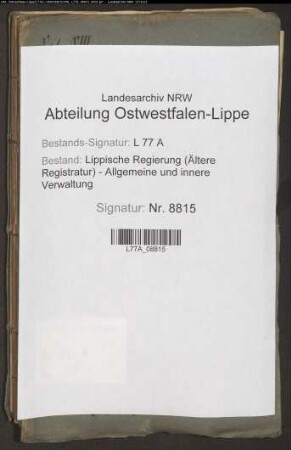 Landesarchiv NRW
Abteilung Ostwestfalen-Lippe
Bestands-Signatur: L 77 A
Bestand: Lippische Regierung (Ältere
Registratur) - Allgemeine und innere
Verwaltung
Signatur: Nr. 8815
L77A_08815